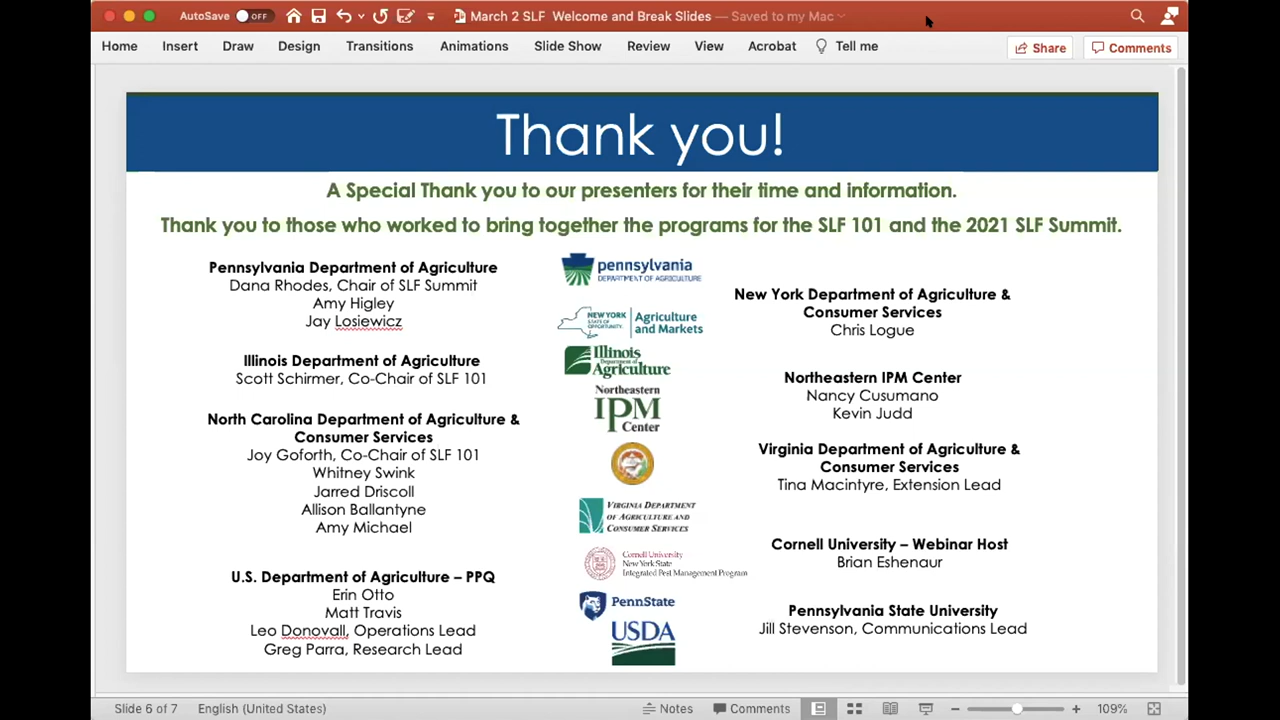 AutoSave OFF
March 2 SLF Welcome and Break Slides — Saved to my Mac
Home Insert Draw Design Transitions Animations Slide Show Review View Acrobat Tell me Share Comments
Thank you!
A Special Thank you to our presenters for their time and information.
Thank you to those who worked to bring together the programs for the SLF 101 and the 2021 SLF Summit.
Pennsylvania Department of Agriculture
Dana Rhodes, Chair of SLF Summit
Amy Higley
Jay Losiewicz
Illinois Department of Agriculture
Scott Schirmer, Co-Chair of SLF 101
North Carolina Department of Agriculture &
Consumer Services
Joy Goforth, Co-Chair of SLF 101
Whitney Swink
Jarred Driscoll
Allison Ballantyne
Amy Michael
U.S. Department of Agriculture – PPQ
Erin Otto
Matt Travis
Leo Donovall, Operations Lead
Greg Parra, Research Lead
pennsylvania
DEPARTMENT OF AGRICULTURE
NEW YORK
STATE OF
OPPORTUNITY.
Agriculture
and Markets
Illinois
Department of
Agriculture
Northeastern
IPM
Center
VIRGINIA DEPARTMENT
OF AGRICULTURE AND
CONSUMER SERVICES
Cornell University
New York State
Integrated Pest Management Program
PennState
USDA
New York Department of Agriculture &
Consumer Services
Chris Logue
Northeastern IPM Center
Nancy Cusumano
Kevin Judd
Virginia Department of Agriculture &
Consumer Services
Tina Macintyre, Extension Lead
Cornell University – Webinar Host
Brian Eshenaur
Pennsylvania State University
Jill Stevenson, Communications Lead
Slide 6 of 7 English (United States) Notes Comments 109%